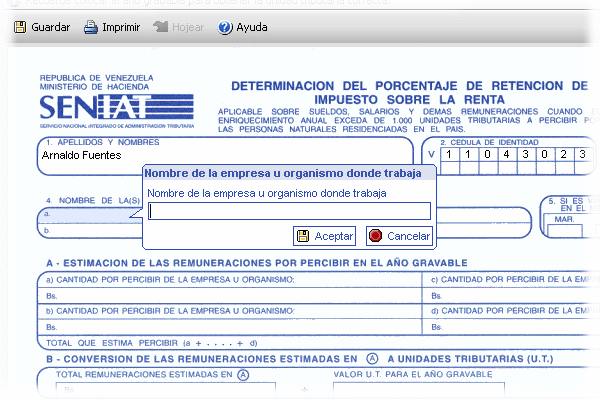 Guardar Imprimir Hojear Ayuda
REPUBLICA DE VENEZUELA
MINISTERIO DE HACIENDA
SENIAT
SERVICIO NACIONAL INTEGRADO DE ADMINISTRACION TRIBUTARIA
DETERMINACION DEL PORCENTAJE DE RETENCION DE
IMPUESTO SOBRE LA RENTA
APLICABLE SOBRE SUELDOS, SALARIOS Y DEMAS REMUNERACIONES CUANDO
ENRIQUECIMIENTO ANUAL EXCEDA DE 1.000 UNIDADES TRIBUTARIAS A PERCIBIR POR
LAS PERSONAS NATURALES RESIDENCIADAS EN EL PAIS.
1. APELLIDOS Y NOMBRES
Arnaldo Fuentes
2. CEDULA DE IDENTIDAD
V 1 1 0 4 3 0 2 3
Nombre de la empresa u organismo donde trabaja
Nombre de la empresa u organismo donde trabaja
Aceptar Cancelar
4. NOMBRE DE LA(S)
a.
b.
5. SI ES
EN EL
MAR.
A - ESTIMACION DE LAS REMUNERACIONES POR PERCIBIR EN EL AÑO GRAVABLE
a) CANTIDAD POR PERCIBIR DE LA EMPRESA U ORGANISMO: c) CANTIDAD POR PERCIBIR DE LA
Bs. Bs.
b) CANTIDAD POR PERCIBIR DE LA EMPRESA U ORGANISMO: d) CANTIDAD POR PERCIBIR DE LA
Bs. Bs.
TOTAL QUE ESTIMA PERCIBIR (a + . . . . + d)
B - CONVERSION DE LAS REMUNERACIONES ESTIMADAS EN A A UNIDADES TRIBUTARIAS (U.T.)
TOTAL REMUNERACIONES ESTIMADAS EN A VALOR U.T. PARA EL AÑO GRAVABLE
Bs.